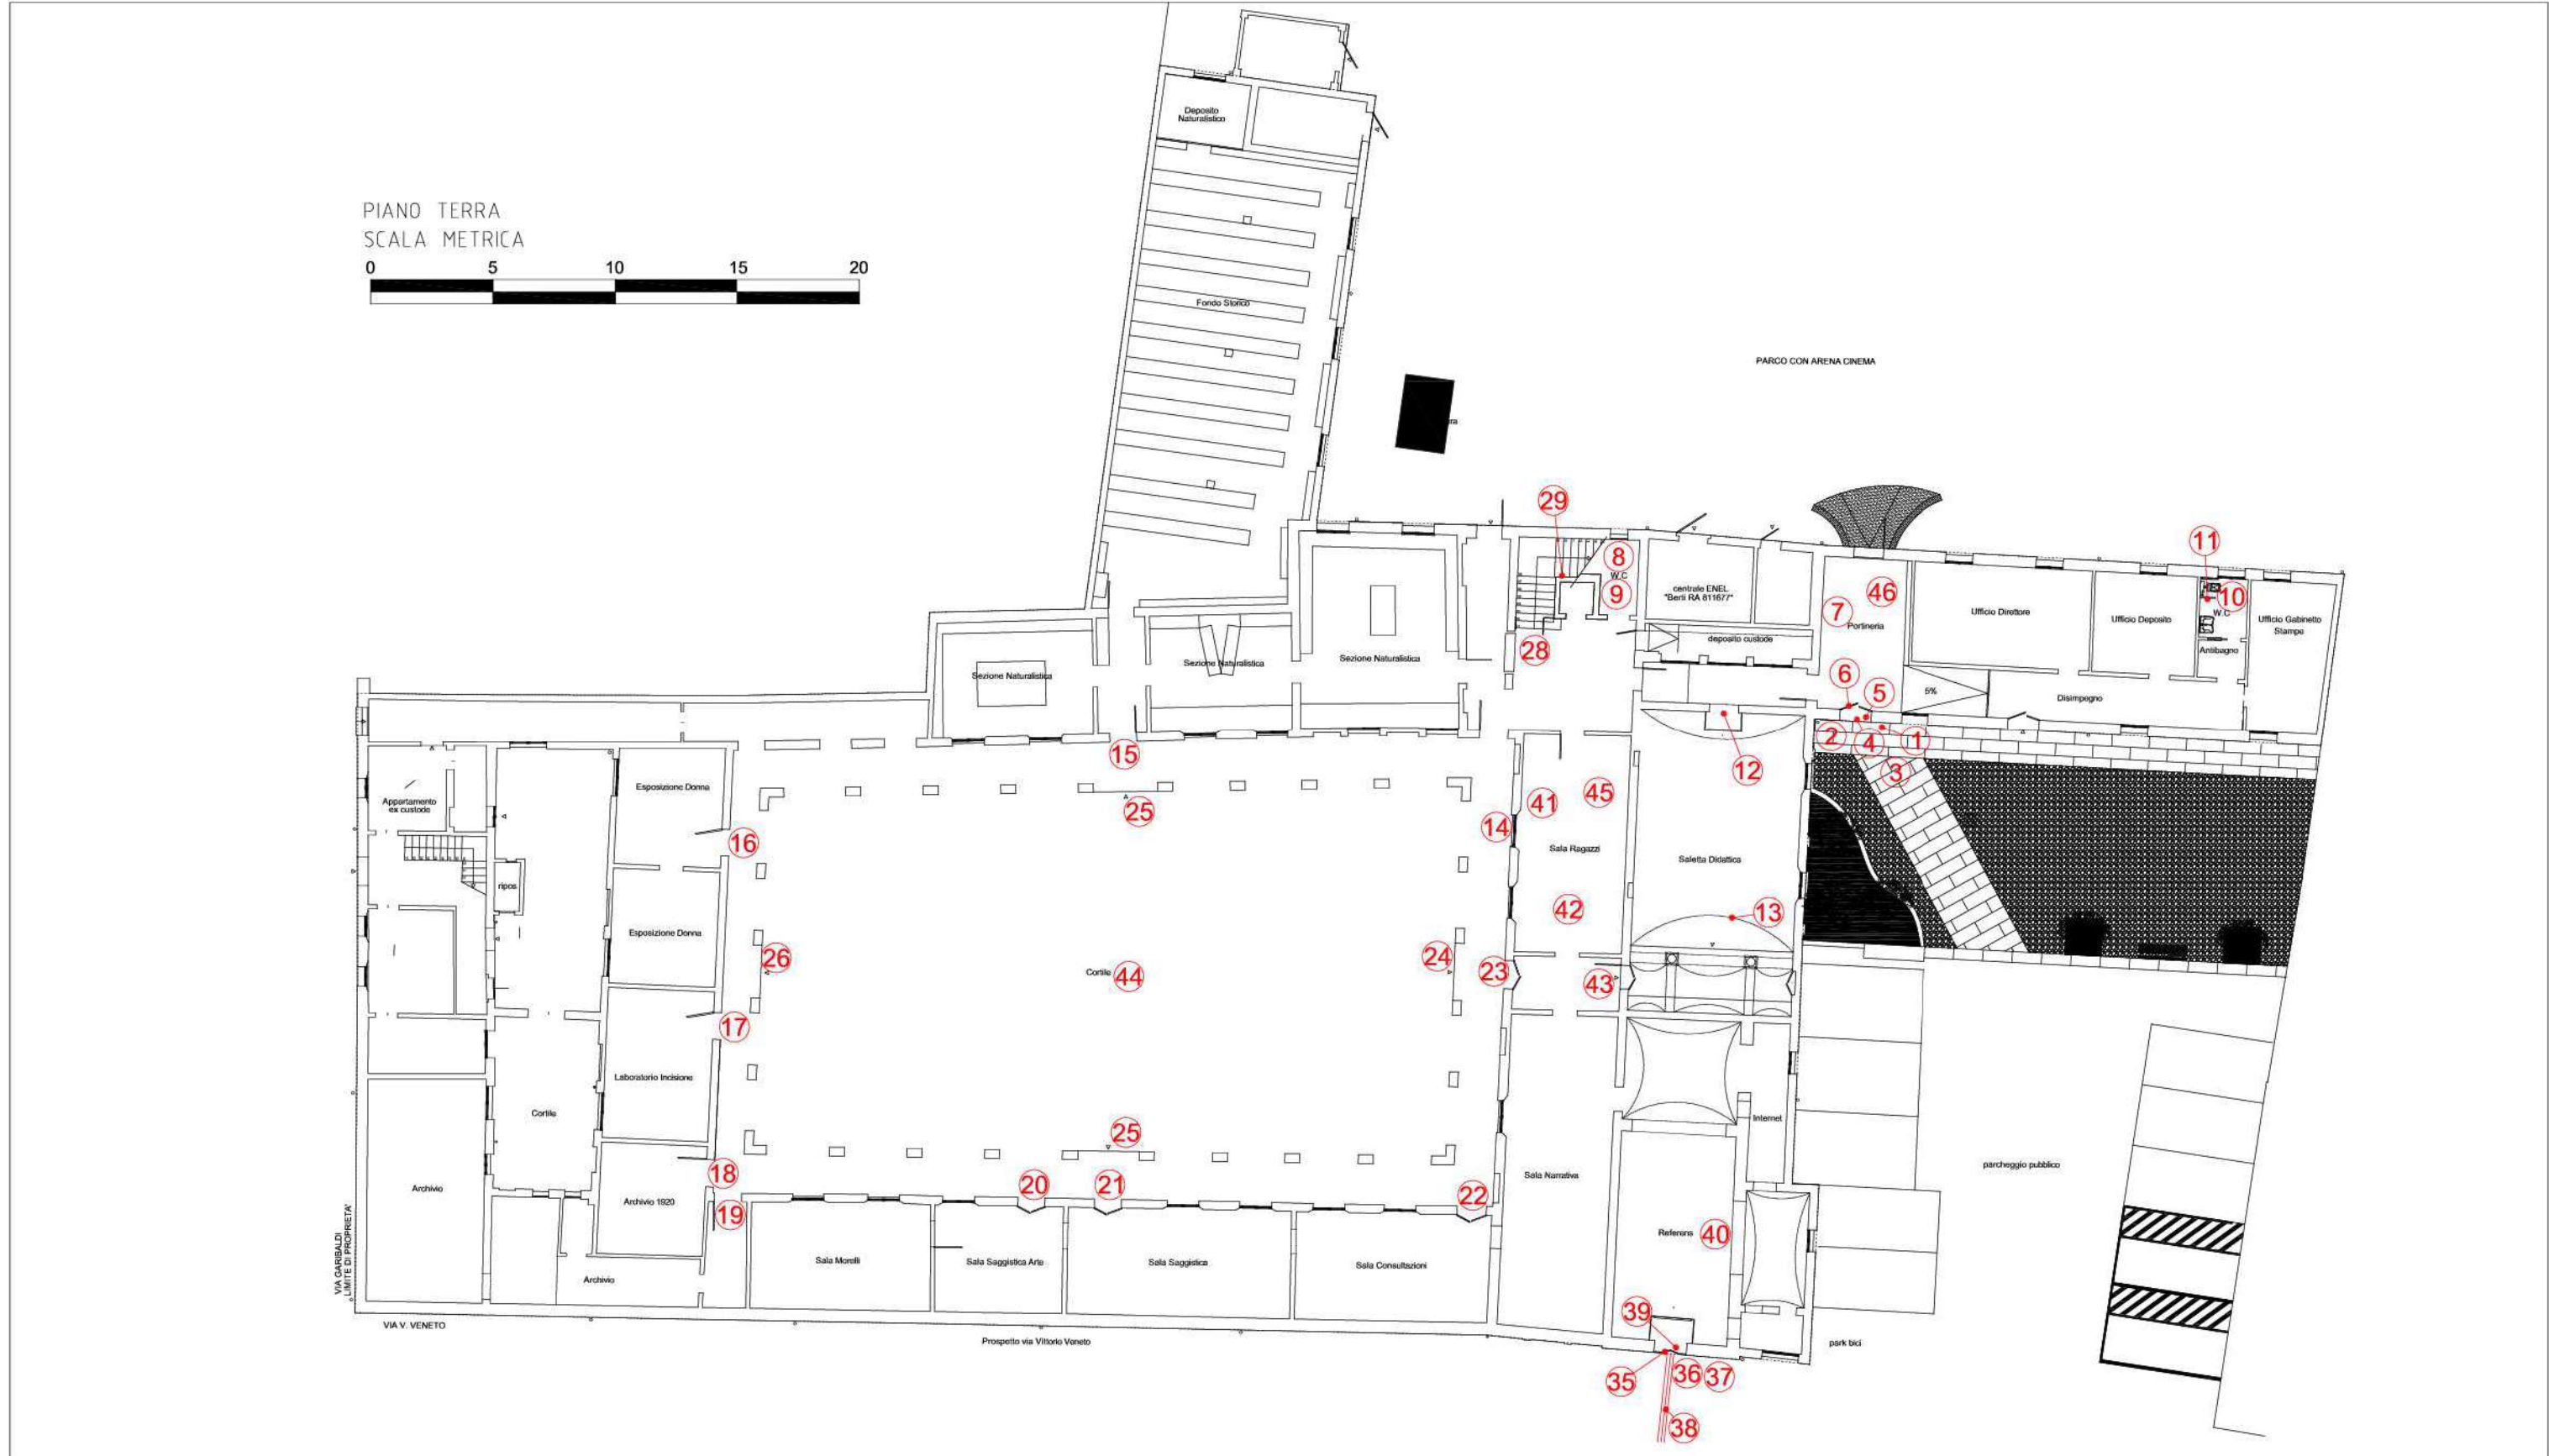 PIANO TERRA
SCALA METRICA
0 5 10 15 20
Deposito
Naturalistico
Fondo Storico
PARCO CON ARENA CINEMA
29
8
W.C
9
28
centrale ENEL
"Berti RA 811677"
deposito custode
7
46
Portineria
6
5
5%
Ufficio Direttore
Ufficio Deposito
11
10
W.C
Antibagno
Ufficio Gabinetto
Stampe
Disimpegno
2
4
1
3
Sezione Naturalistica
Sezione Naturalistica
Sezione Naturalistica
15
25
12
Appartamento
ex custode
ripos.
Esposizione Donna
16
14
41
45
Sala Ragazzi
Saletta Didattica
42
13
Esposizione Donna
26
Cortile
44
24
23
43
17
Laboratorio Incisione
Cortile
Internet
25
18
19
20
21
22
Sala Narrativa
parcheggio pubblico
Archivio
Archivio 1920
Archivio
Sala Morelli
Sala Saggistica Arte
Sala Saggistica
Sala Consultazioni
Referens
40
39
VIA GARIBALDI
LIMITE DI PROPRIETA'
VIA V. VENETO
Prospetto via Vittorio Veneto
park bici
35
36
37
38